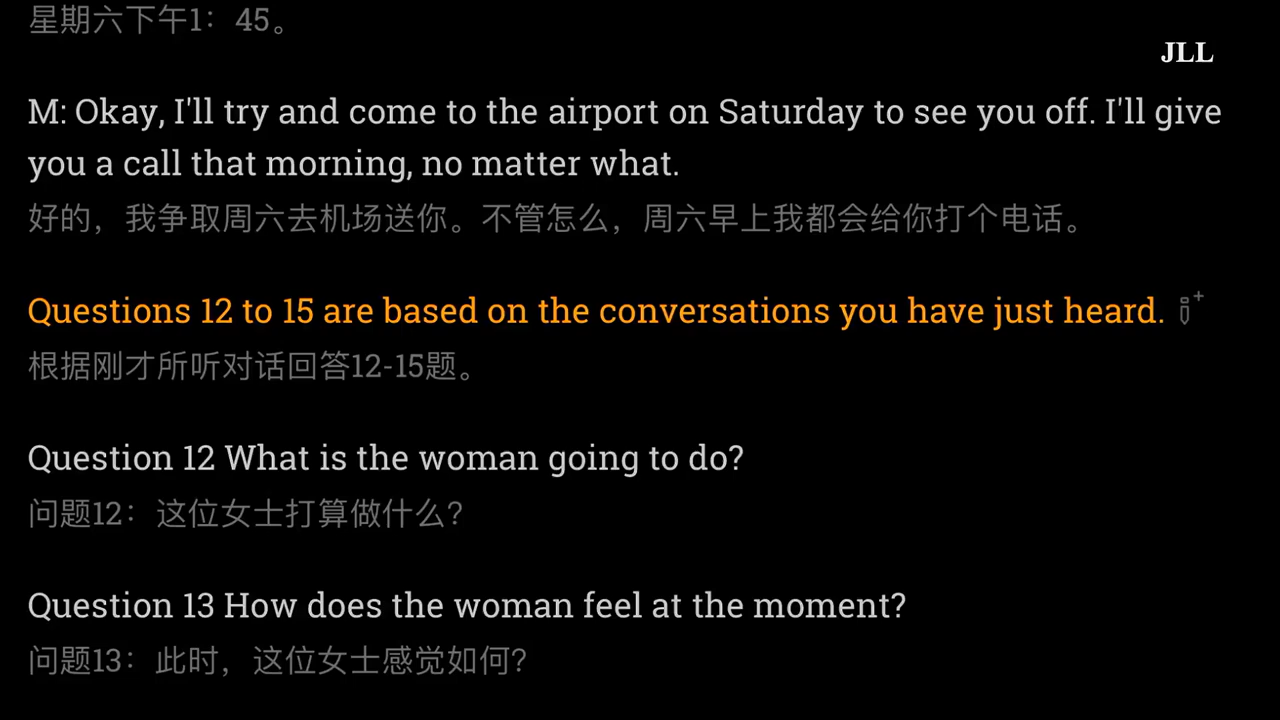 星期六下午1：45。
JLL
M: Okay, I'll try and come to the airport on Saturday to see you off. I'll give
you a call that morning, no matter what.
好的，我争取周六去机场送你。不管怎么，周六早上我都会给你打个电话。
Questions 12 to 15 are based on the conversations you have just heard.
根据刚才所听对话回答12-15题。
Question 12 What is the woman going to do?
问题12：这位女士打算做什么？
Question 13 How does the woman feel at the moment?
问题13：此时，这位女士感觉如何？